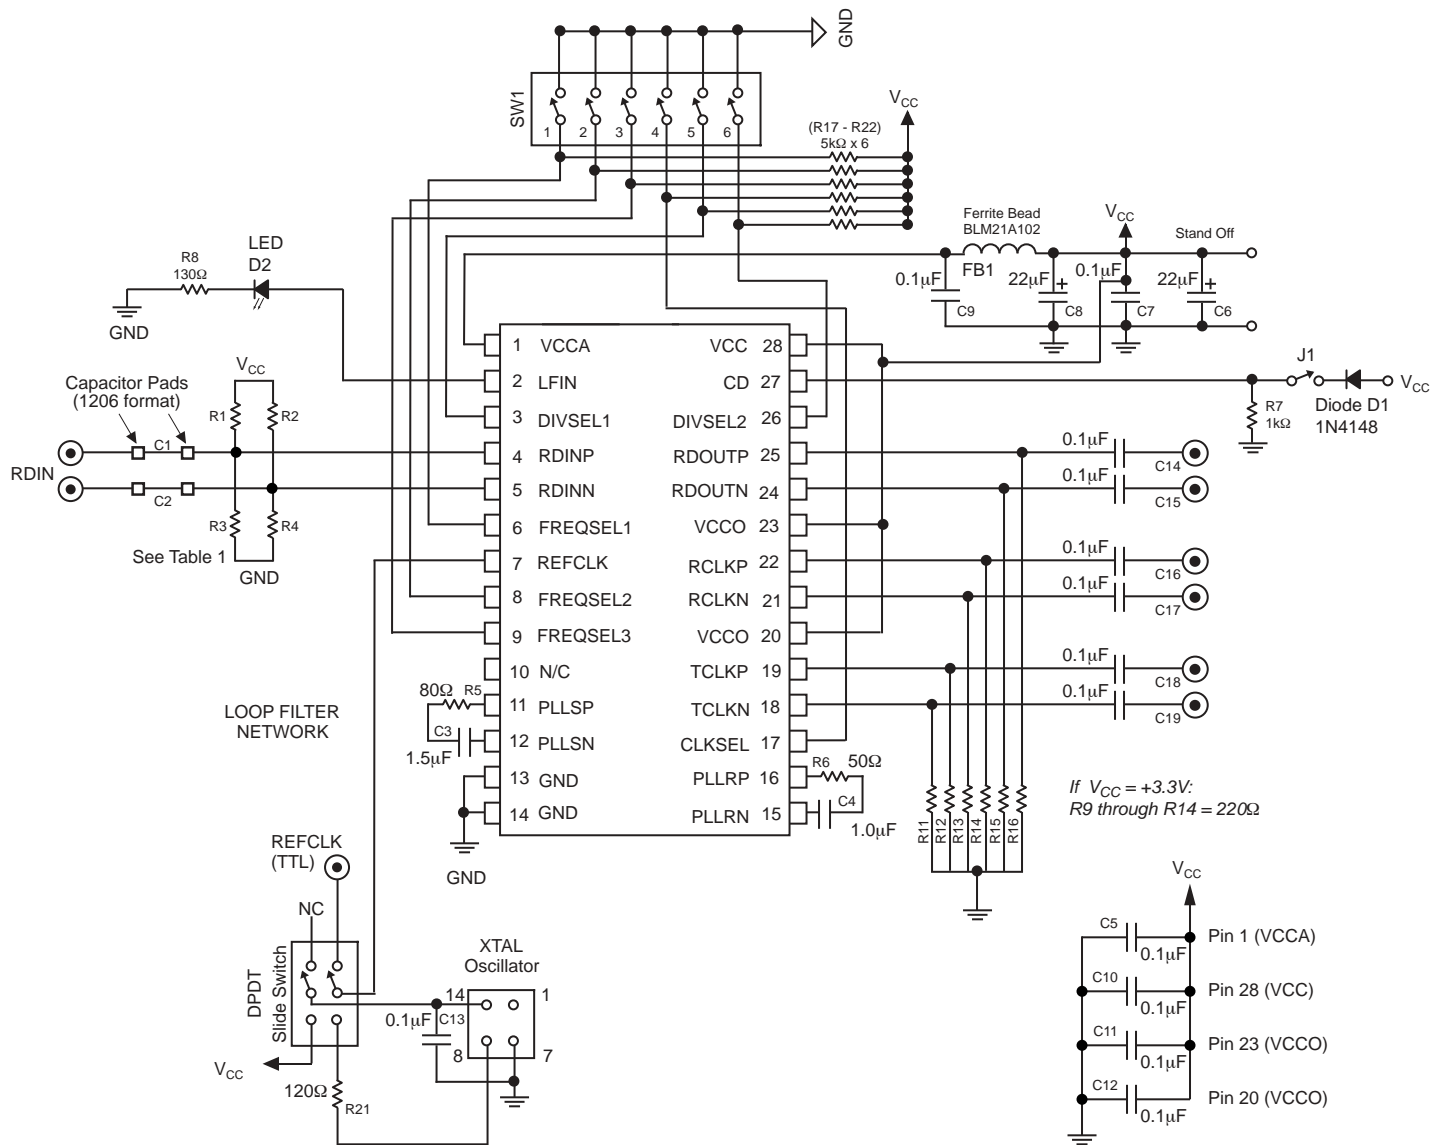 GND
SW1
1 2 3 4 5 6
(R17 - R22)
5kΩ x 6
VCC
Ferrite Bead
BLM21A102
FB1
VCC
Stand Off
0.1µF
C9
22µF
+
C8
0.1µF
C7
22µF
+
C6
LED
D2
R8
130Ω
GND
Capacitor Pads
(1206 format)
VCC
R1
R2
C1
RDIN
C2
R3
R4
See Table 1
GND
1 VCCA
2 LFIN
3 DIVSEL1
4 RDINP
5 RDINN
6 FREQSEL1
7 REFCLK
8 FREQSEL2
9 FREQSEL3
10 N/C
11 PLLSP
12 PLLSN
13 GND
14 GND
VCC 28
CD 27
DIVSEL2 26
RDOUTP 25
RDOUTN 24
VCCO 23
RCLKP 22
RCLKN 21
VCCO 20
TCLKP 19
TCLKN 18
CLKSEL 17
PLLRP 16
PLLRN 15
J1
VCC
R7
1kΩ
Diode D1
1N4148
0.1µF
C14
0.1µF
C15
0.1µF
C16
0.1µF
C17
0.1µF
C18
0.1µF
C19
LOOP FILTER
NETWORK
80Ω
R5
C3
1.5µF
GND
R6
50Ω
C4
1.0µF
R11
R12
R13
R14
R15
R16
If VCC = +3.3V:
R9 through R14 = 220Ω
REFCLK
(TTL)
NC
DPDT
Slide Switch
VCC
120Ω
R21
XTAL
Oscillator
14
1
0.1µF
C13
8
7
VCC
C5
0.1µF
Pin 1 (VCCA)
C10
0.1µF
Pin 28 (VCC)
C11
0.1µF
Pin 23 (VCCO)
C12
0.1µF
Pin 20 (VCCO)